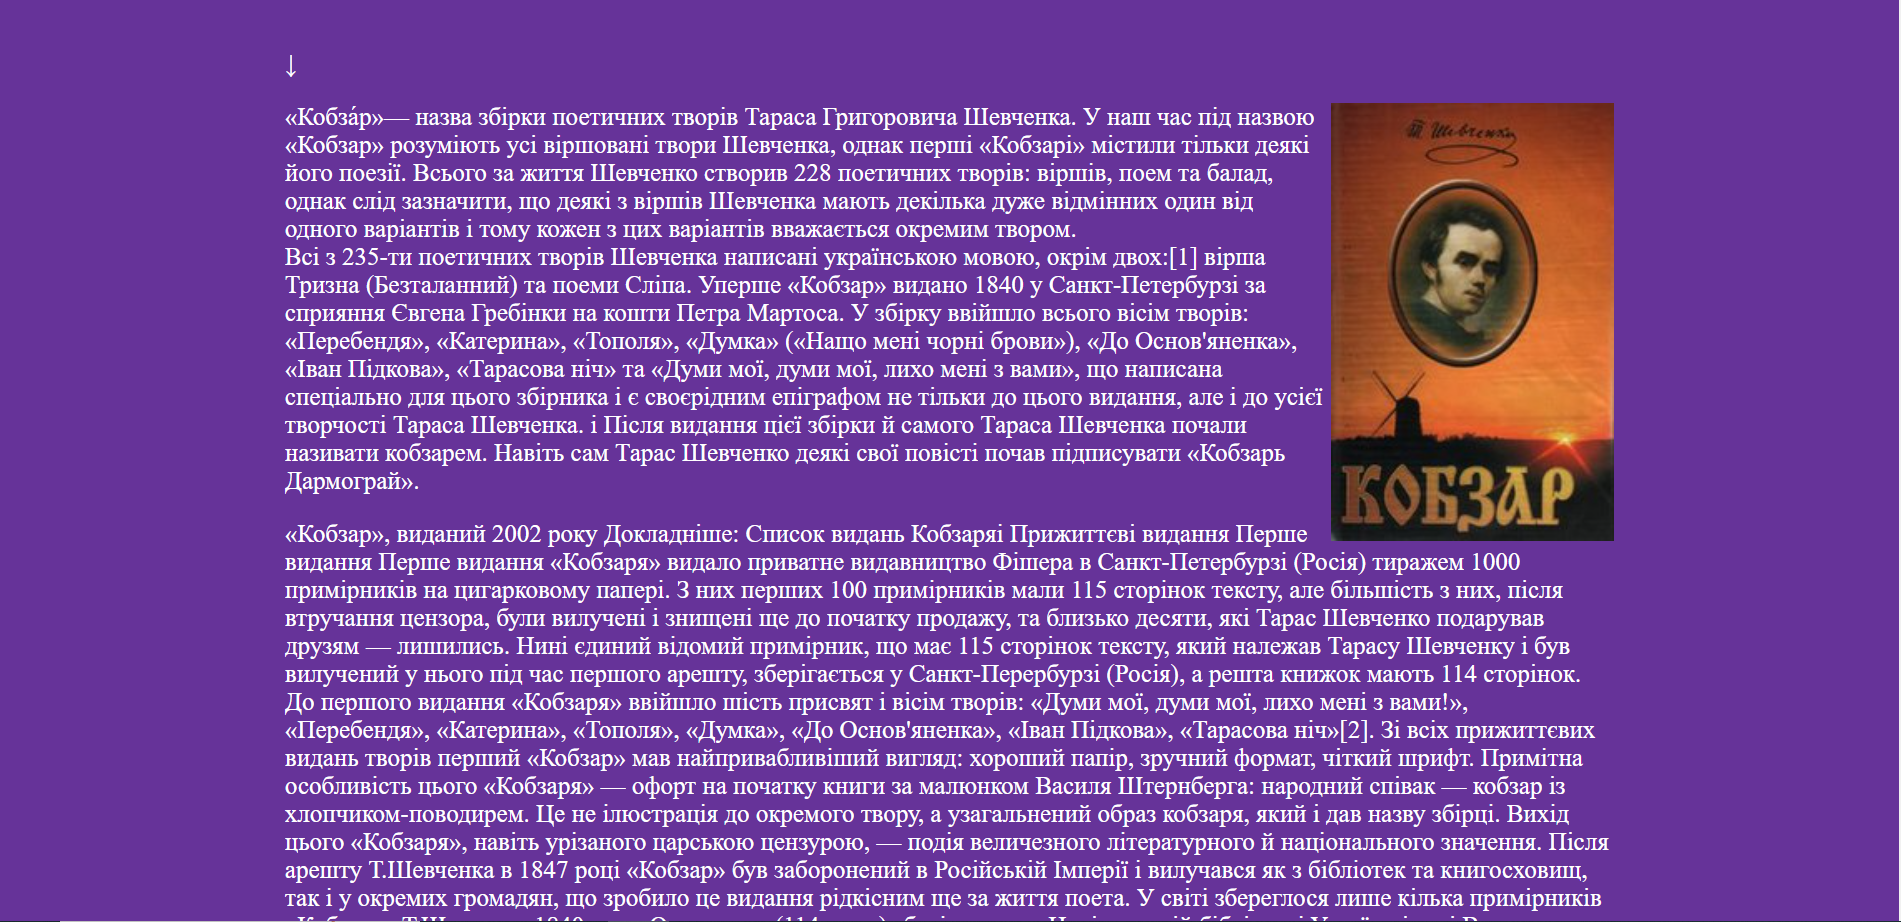 ↓
«Кобза́р»— назва збірки поетичних творів Тараса Григоровича Шевченка. У наш час під назвою
«Кобзар» розуміють усі віршовані твори Шевченка, однак перші «Кобзарі» містили тільки деякі
його поезії. Всього за життя Шевченко створив 228 поетичних творів: віршів, поем та балад,
однак слід зазначити, що деякі з віршів Шевченка мають декілька дуже відмінних один від
одного варіантів і тому кожен з цих варіантів вважається окремим твором.
Всі з 235-ти поетичних творів Шевченка написані українською мовою, окрім двох:[1] вірша
Тризна (Безталанний) та поеми Сліпа. Уперше «Кобзар» видано 1840 у Санкт-Петербурзі за
сприяння Євгена Гребінки на кошти Петра Мартоса. У збірку ввійшло всього вісім творів:
«Перебендя», «Катерина», «Тополя», «Думка» («Нащо мені чорні брови»), «До Основ'яненка»,
«Іван Підкова», «Тарасова ніч» та «Думи мої, думи мої, лихо мені з вами», що написана
спеціально для цього збірника і є своєрідним епіграфом не тільки до цього видання, але і до усієї
творчості Тараса Шевченка. і Після видання цієї збірки й самого Тараса Шевченка почали
називати кобзарем. Навіть сам Тарас Шевченко деякі свої повісті почав підписувати «Кобзарь
Дармограй».
Т. Шевченко
КОБЗАР
«Кобзар», виданий 2002 року Докладніше: Список видань Кобзаряі Прижиттєві видання Перше
видання Перше видання «Кобзаря» видало приватне видавництво Фішера в Санкт-Петербурзі (Росія) тиражем 1000
примірників на цигарковому папері. З них перших 100 примірників мали 115 сторінок тексту, але більшість з них, після
втручання цензора, були вилучені і знищені ще до початку продажу, та близько десяти, які Тарас Шевченко подарував
друзям — лишились. Нині єдиний відомий примірник, що має 115 сторінок тексту, який належав Тарасу Шевченку і був
вилучений у нього під час першого арешту, зберігається у Санкт-Перербурзі (Росія), а решта книжок мають 114 сторінок.
До першого видання «Кобзаря» ввійшло шість присвят і вісім творів: «Думи мої, думи мої, лихо мені з вами!»,
«Перебендя», «Катерина», «Тополя», «Думка», «До Основ'яненка», «Іван Підкова», «Тарасова ніч»[2]. Зі всіх прижиттєвих
видань творів перший «Кобзар» мав найпривабливіший вигляд: хороший папір, зручний формат, чіткий шрифт. Примітна
особливість цього «Кобзаря» — офорт на початку книги за малюнком Василя Штернберга: народний співак — кобзар із
хлопчиком-поводирем. Це не ілюстрація до окремого твору, а узагальнений образ кобзаря, який і дав назву збірці. Вихід
цього «Кобзаря», навіть урізаного царською цензурою, — подія величезного літературного й національного значення. Після
арешту Т.Шевченка в 1847 році «Кобзар» був заборонений в Російській Імперії і вилучався як з бібліотек та книгосховищ,
так і у окремих громадян, що зробило це видання рідкісним ще за життя поета. У світі збереглося лише кілька примірників